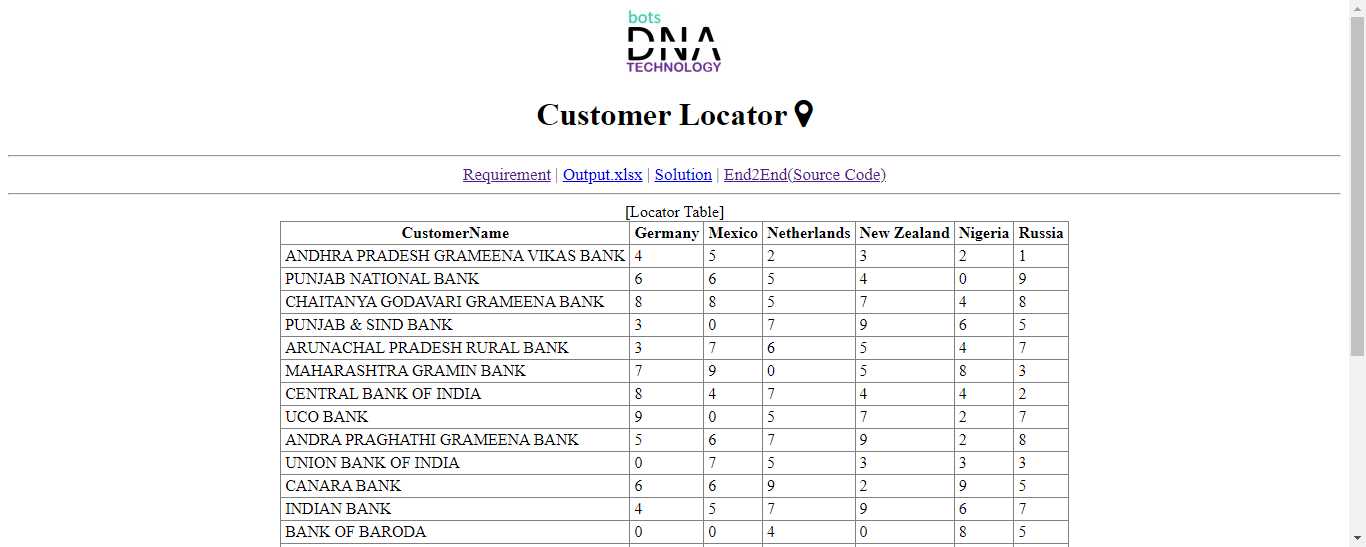 bots
DNA
TECHNOLOGY
Customer Locator
Requirement | Output.xlsx | Solution | End2End(Source Code)
[Locator Table]
CustomerName Germany Mexico Netherlands New Zealand Nigeria Russia
ANDHRA PRADESH GRAMEENA VIKAS BANK 4 5 2 3 2 1
PUNJAB NATIONAL BANK 6 6 5 4 0 9
CHAITANYA GODAVARI GRAMEENA BANK 8 8 5 7 4 8
PUNJAB & SIND BANK 3 0 7 9 6 5
ARUNACHAL PRADESH RURAL BANK 3 7 6 5 4 7
MAHARASHTRA GRAMIN BANK 7 9 0 5 8 3
CENTRAL BANK OF INDIA 8 4 7 4 4 2
UCO BANK 9 0 5 7 2 7
ANDRA PRAGHATHI GRAMEENA BANK 5 6 7 9 2 8
UNION BANK OF INDIA 0 7 5 3 3 3
CANARA BANK 6 6 9 2 9 5
INDIAN BANK 4 5 7 9 6 7
BANK OF BARODA 0 0 4 0 8 5